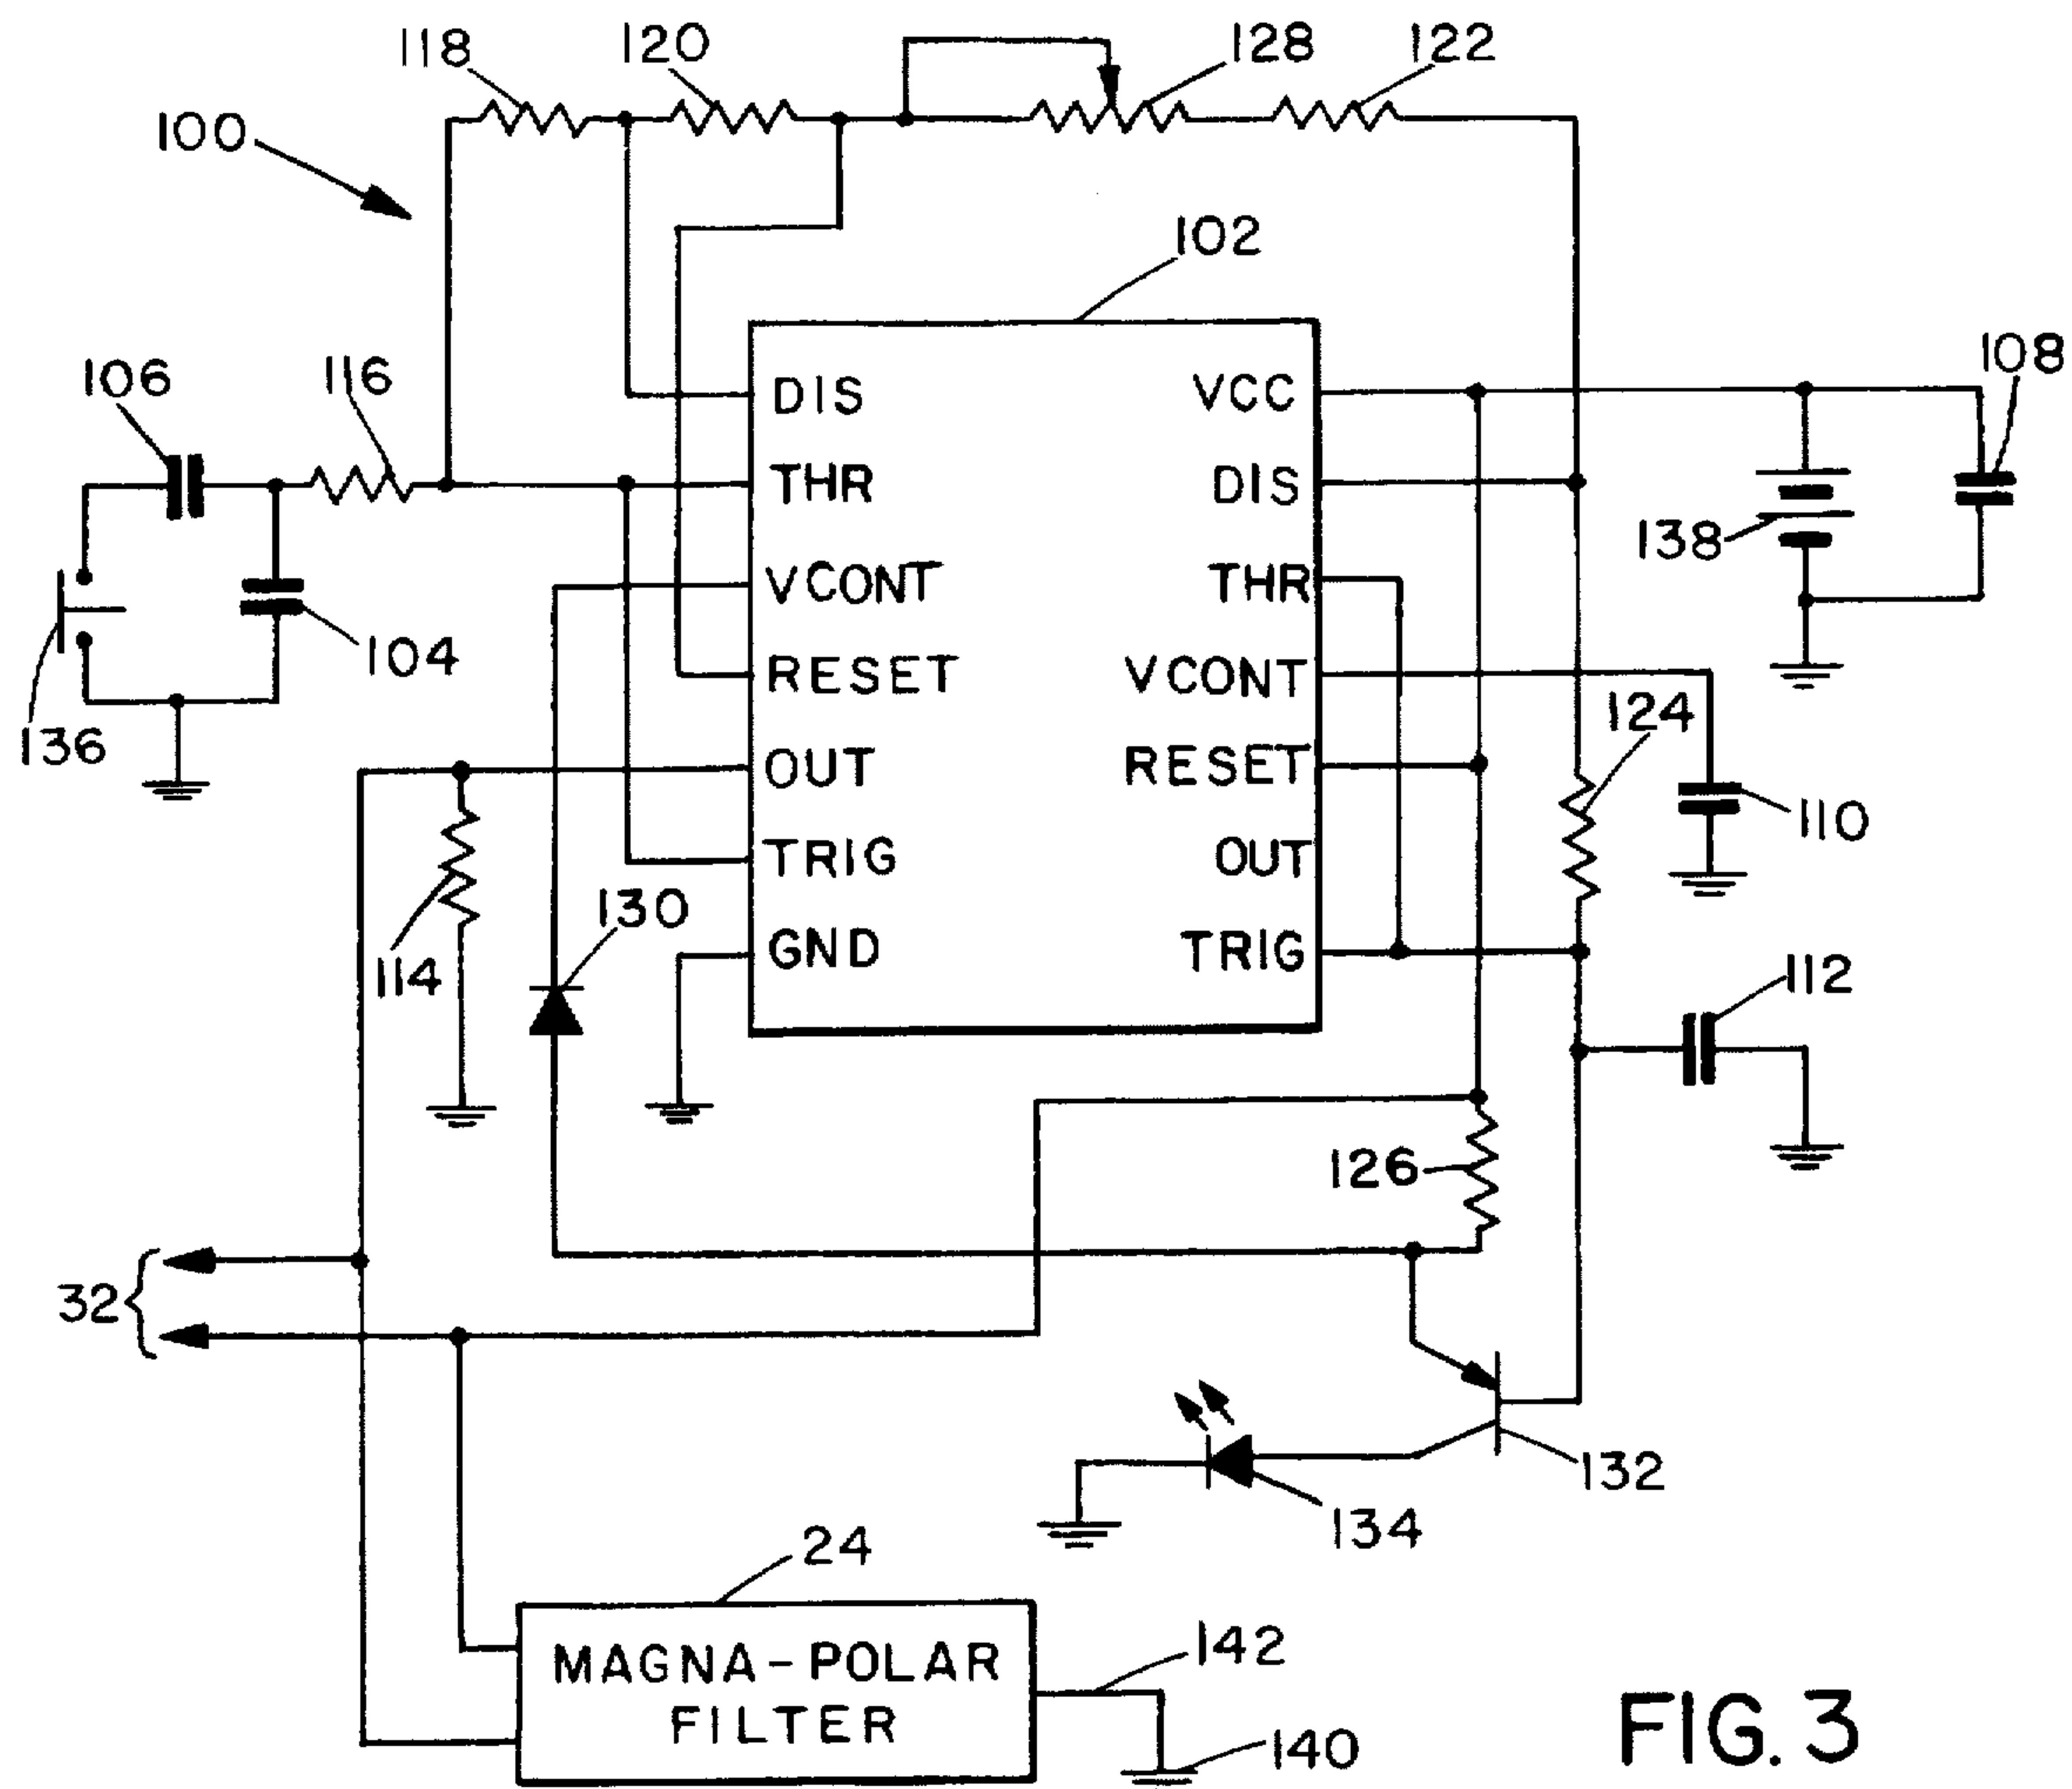 118
120
128
122
100
102
106
116
108
DIS
VCC
THR
DIS
138
VCONT
THR
104
RESET
VCONT
124
136
OUT
RESET
110
TRIG
OUT
130
114
GND
TRIG
112
126
32
132
134
24
MAGNA-POLAR
FILTER
142
140
FIG. 3